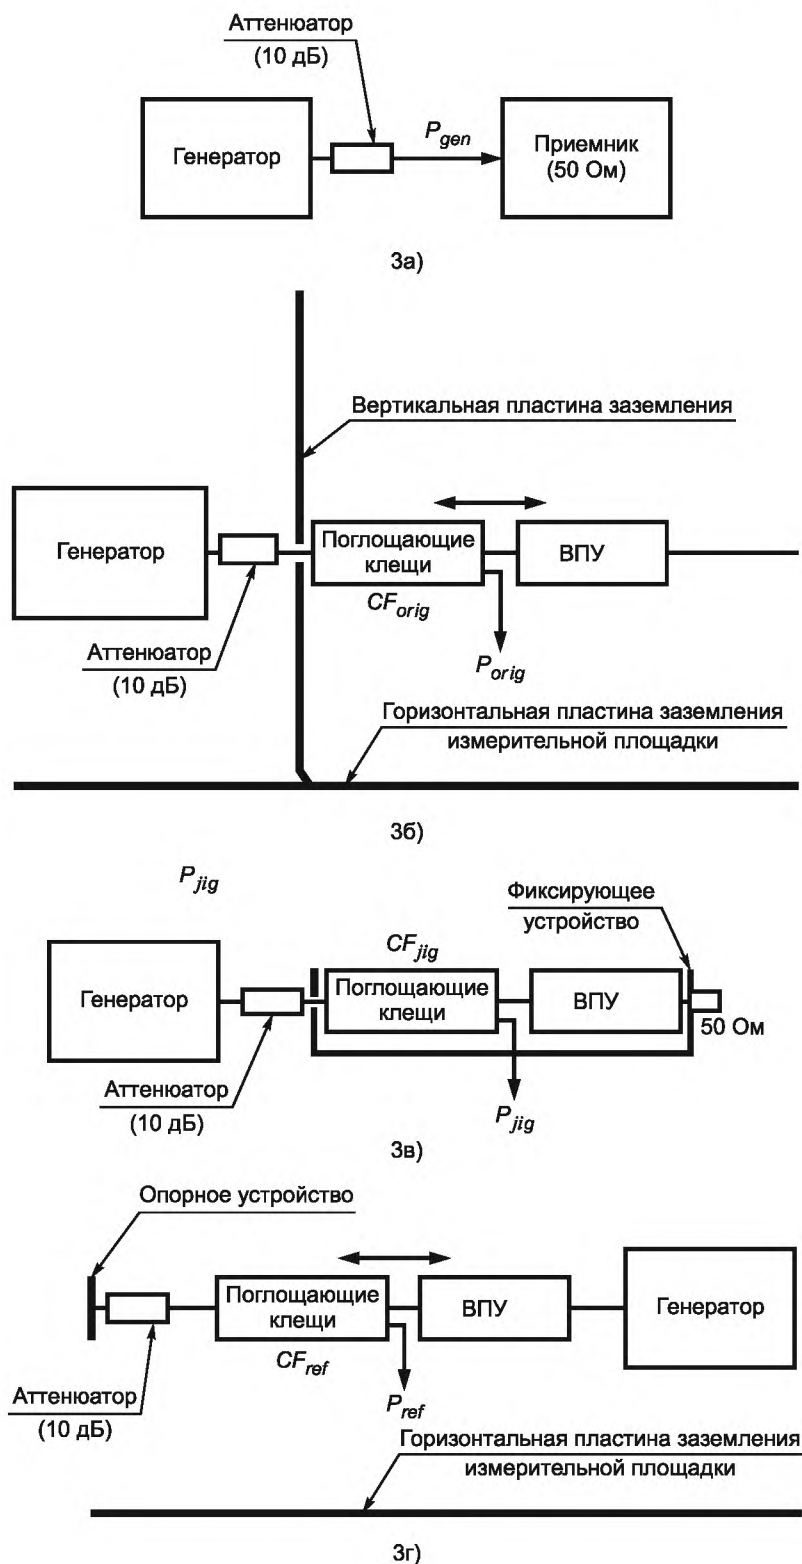 Аттенюатор
(10 дБ)
Генератор
P_gen
Приемник
(50 Ом)
3а)
Вертикальная пластина заземления
Генератор
Поглощающие
клещи
ВПУ
CF_orig
Аттенюатор
(10 дБ)
P_orig
Горизонтальная пластина заземления
измерительной площадки
3б)
P_jig
Фиксирующее
устройство
CF_jig
Генератор
Поглощающие
клещи
ВПУ
50 Ом
Аттенюатор
(10 дБ)
P_jig
3в)
Опорное устройство
Поглощающие
клещи
ВПУ
Генератор
CF_ref
Аттенюатор
(10 дБ)
P_ref
Горизонтальная пластина заземления
измерительной площадки
3г)